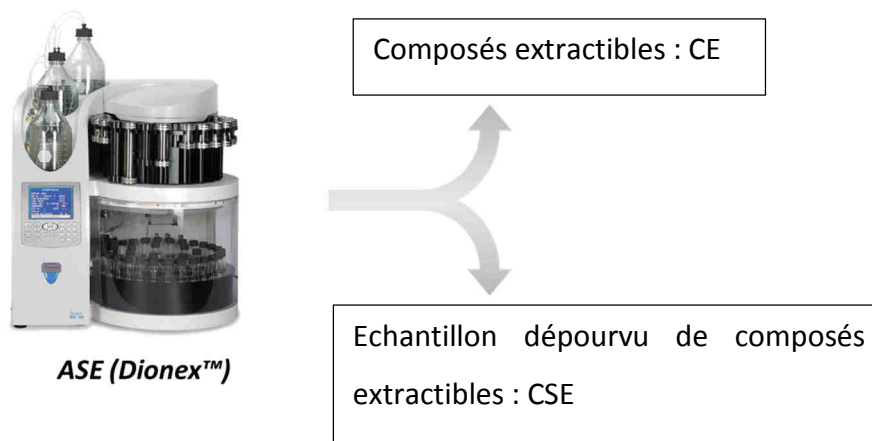 Composés extractibles : CE
ASE (Dionex™)
Echantillon dépourvu de composés
extractibles : CSE